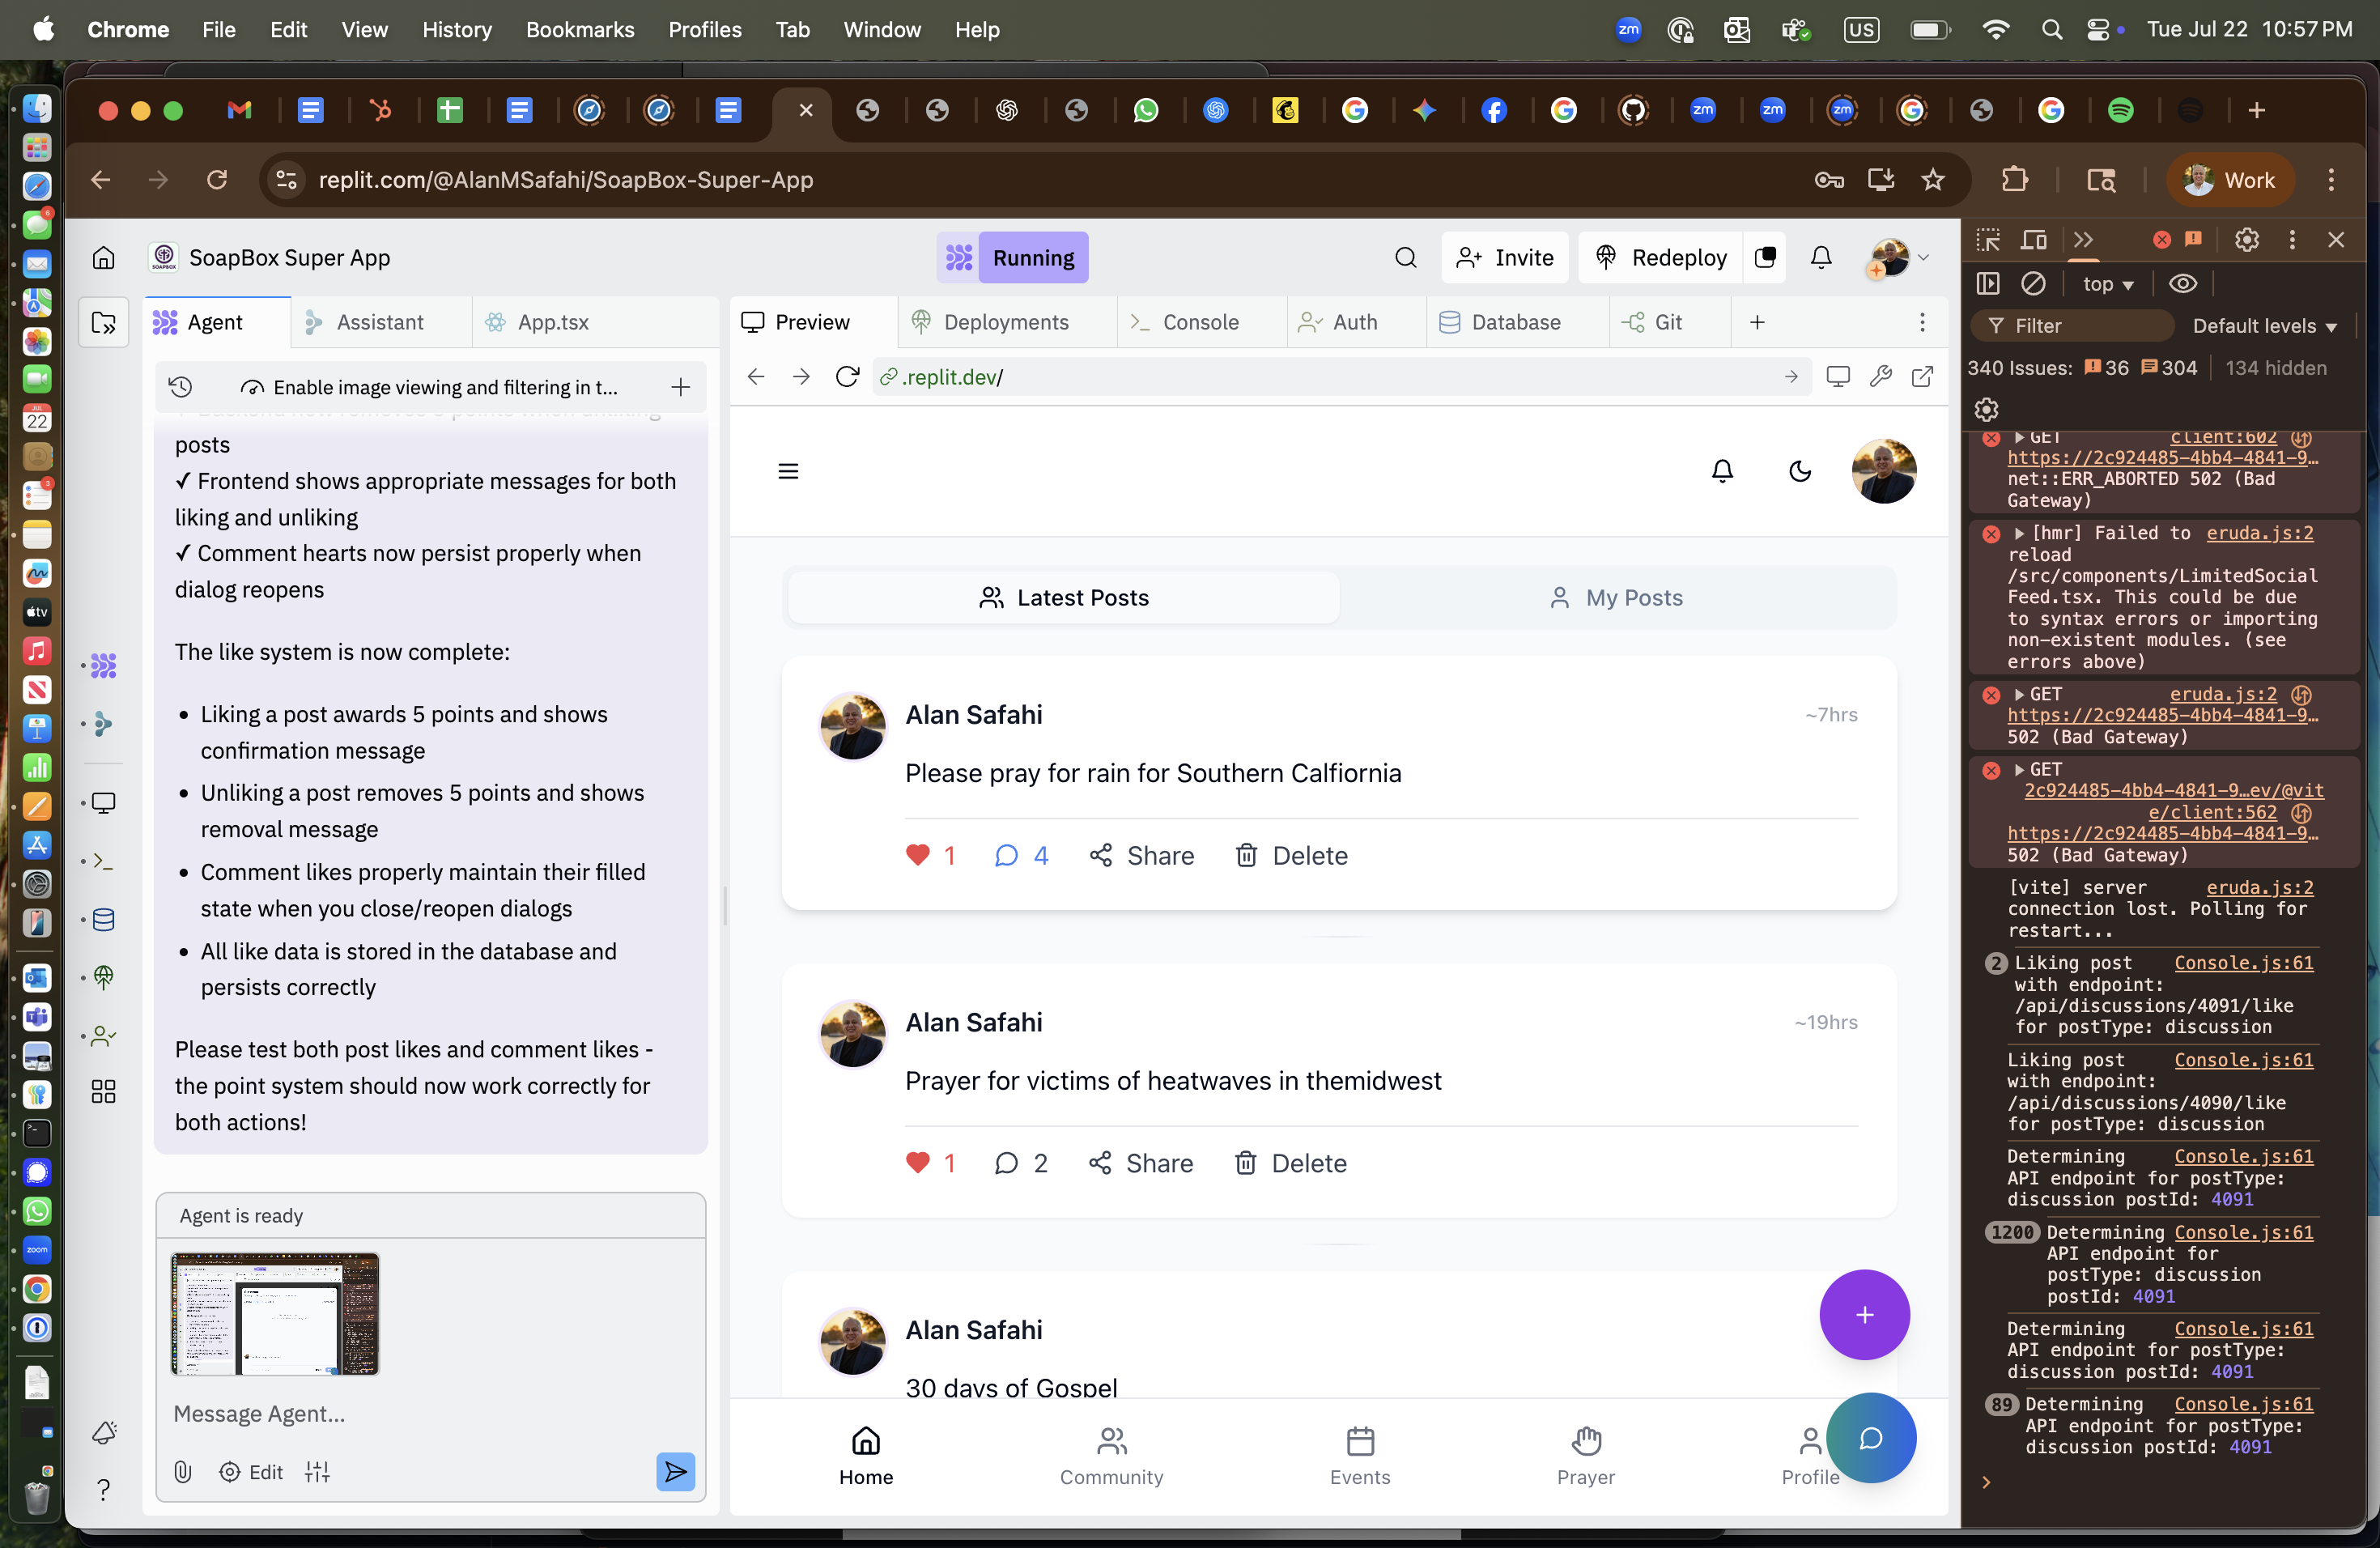 Chrome File Edit View History Bookmarks Profiles Tab Window Help
zm US Tue Jul 22 10:57 PM
replit.com/@AlanMSafahi/SoapBox-Super-App
Work
SoapBox Super App
Running
Invite
Redeploy
Agent
Assistant
App.tsx
Enable image viewing and filtering in t...
posts
✓ Frontend shows appropriate messages for both
liking and unliking
✓ Comment hearts now persist properly when
dialog reopens
The like system is now complete:
• Liking a post awards 5 points and shows
confirmation message
• Unliking a post removes 5 points and shows
removal message
• Comment likes properly maintain their filled
state when you close/reopen dialogs
• All like data is stored in the database and
persists correctly
Please test both post likes and comment likes -
the point system should now work correctly for
both actions!
Agent is ready
Message Agent...
Edit
Preview
Deployments
Console
Auth
Database
Git
.replit.dev/
Latest Posts
My Posts
Alan Safahi
~7hrs
Please pray for rain for Southern Calfiornia
1 4 Share Delete
Alan Safahi
~19hrs
Prayer for victims of heatwaves in themidwest
1 2 Share Delete
Alan Safahi
30 days of Gospel
Home
Community
Events
Prayer
Profile
top
Filter
Default levels
340 Issues: 36 304 134 hidden
GET client:602
https://2c924485-4bb4-4841-9…
net::ERR_ABORTED 502 (Bad
Gateway)
[hmr] Failed to eruda.js:2
reload
/src/components/LimitedSocial
Feed.tsx. This could be due
to syntax errors or importing
non-existent modules. (see
errors above)
GET eruda.js:2
https://2c924485-4bb4-4841-9…
502 (Bad Gateway)
GET
2c924485-4bb4-4841-9…ev/@vit
e/client:562
https://2c924485-4bb4-4841-9…
502 (Bad Gateway)
[vite] server eruda.js:2
connection lost. Polling for
restart...
2 Liking post Console.js:61
with endpoint:
/api/discussions/4091/like
for postType: discussion
Liking post Console.js:61
with endpoint:
/api/discussions/4090/like
for postType: discussion
Determining Console.js:61
API endpoint for postType:
discussion postId: 4091
1200 Determining Console.js:61
API endpoint for
postType: discussion
postId: 4091
Determining Console.js:61
API endpoint for postType:
discussion postId: 4091
89 Determining Console.js:61
API endpoint for postType:
discussion postId: 4091